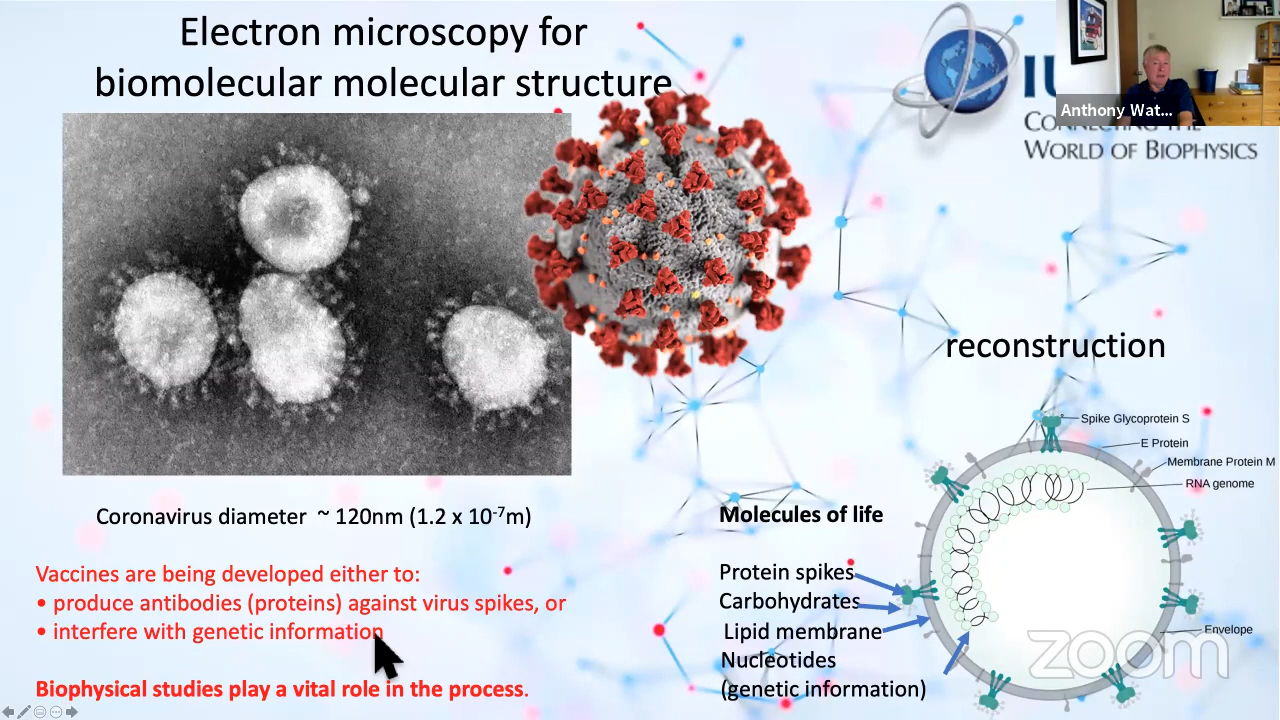 Electron microscopy for
biomolecular molecular structure
Anthony Wat...
CONNECTING THE
WORLD OF BIOPHYSICS
reconstruction
Spike Glycoprotein S
E Protein
Membrane Protein M
RNA genome
Envelope
Coronavirus diameter ~ 120nm (1.2 x 10⁻⁷m)
Vaccines are being developed either to:
• produce antibodies (proteins) against virus spikes, or
• interfere with genetic information
Biophysical studies play a vital role in the process.
Molecules of life
Protein spikes
Carbohydrates
Lipid membrane
Nucleotides
(genetic information)
zoom